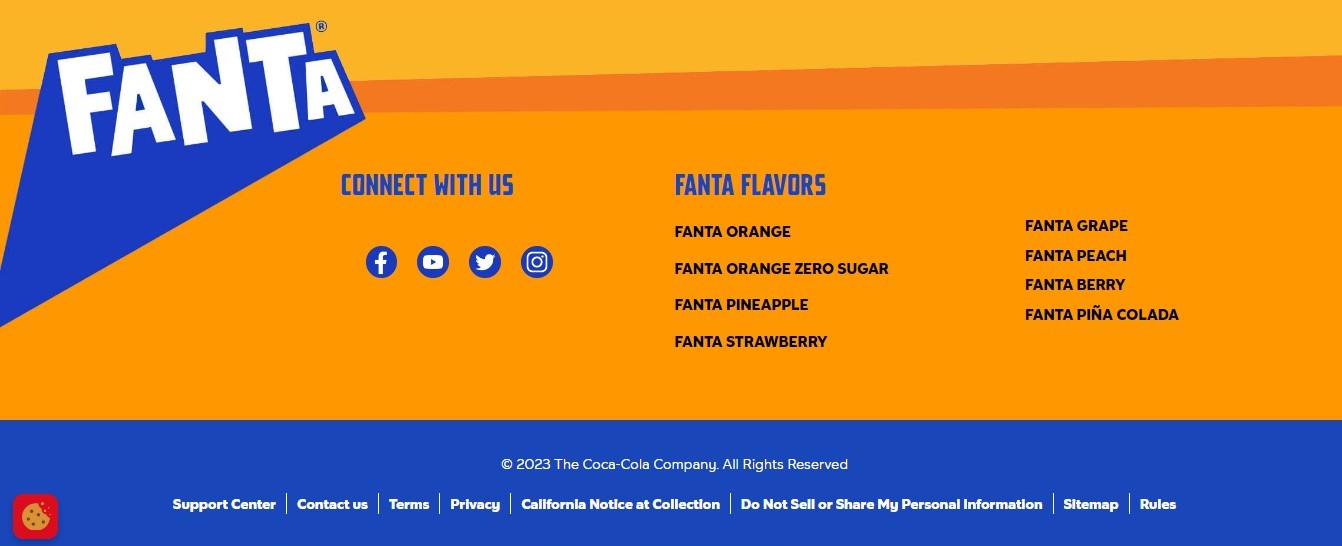 FANTA®
CONNECT WITH US
FANTA FLAVORS
FANTA ORANGE
FANTA ORANGE ZERO SUGAR
FANTA PINEAPPLE
FANTA STRAWBERRY
FANTA GRAPE
FANTA PEACH
FANTA BERRY
FANTA PIÑA COLADA
© 2023 The Coca-Cola Company. All Rights Reserved
Support Center | Contact us | Terms | Privacy | California Notice at Collection | Do Not Sell or Share My Personal Information | Sitemap | Rules